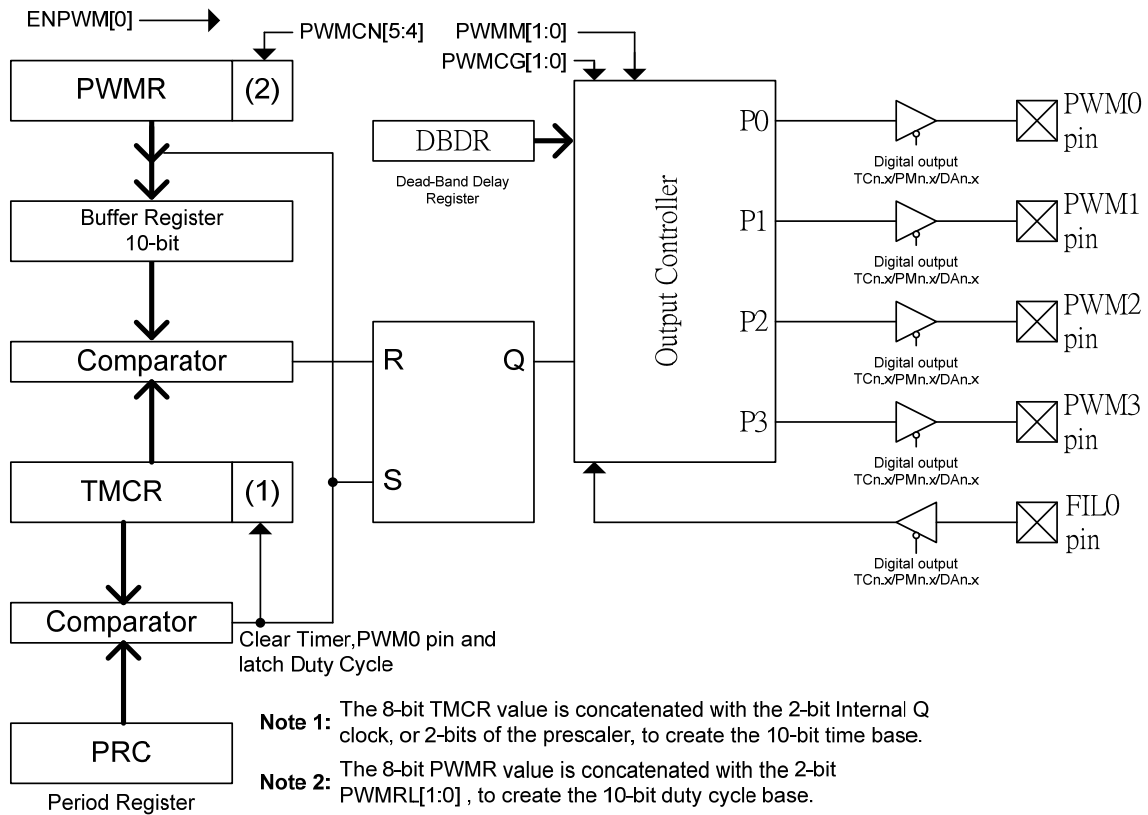 ENPWM[0]
PWMCN[5:4]
PWMM[1:0]
PWMCG[1:0]
PWMR
(2)
DBDR
Dead-Band Delay
Register
Buffer Register
10-bit
Comparator
TMCR
(1)
Comparator
Clear Timer,PWM0 pin and
latch Duty Cycle
PRC
Period Register
R
Q
S
Output Controller
P0
P1
P2
P3
Digital output
TCn.x/PMn.x/DAn.x
PWM0
pin
Digital output
TCn.x/PMn.x/DAn.x
PWM1
pin
Digital output
TCn.x/PMn.x/DAn.x
PWM2
pin
Digital output
TCn.x/PMn.x/DAn.x
PWM3
pin
Digital output
TCn.x/PMn.x/DAn.x
FIL0
pin
Note 1: The 8-bit TMCR value is concatenated with the 2-bit Internal Q
clock, or 2-bits of the prescaler, to create the 10-bit time base.
Note 2: The 8-bit PWMR value is concatenated with the 2-bit
PWMRL[1:0] , to create the 10-bit duty cycle base.